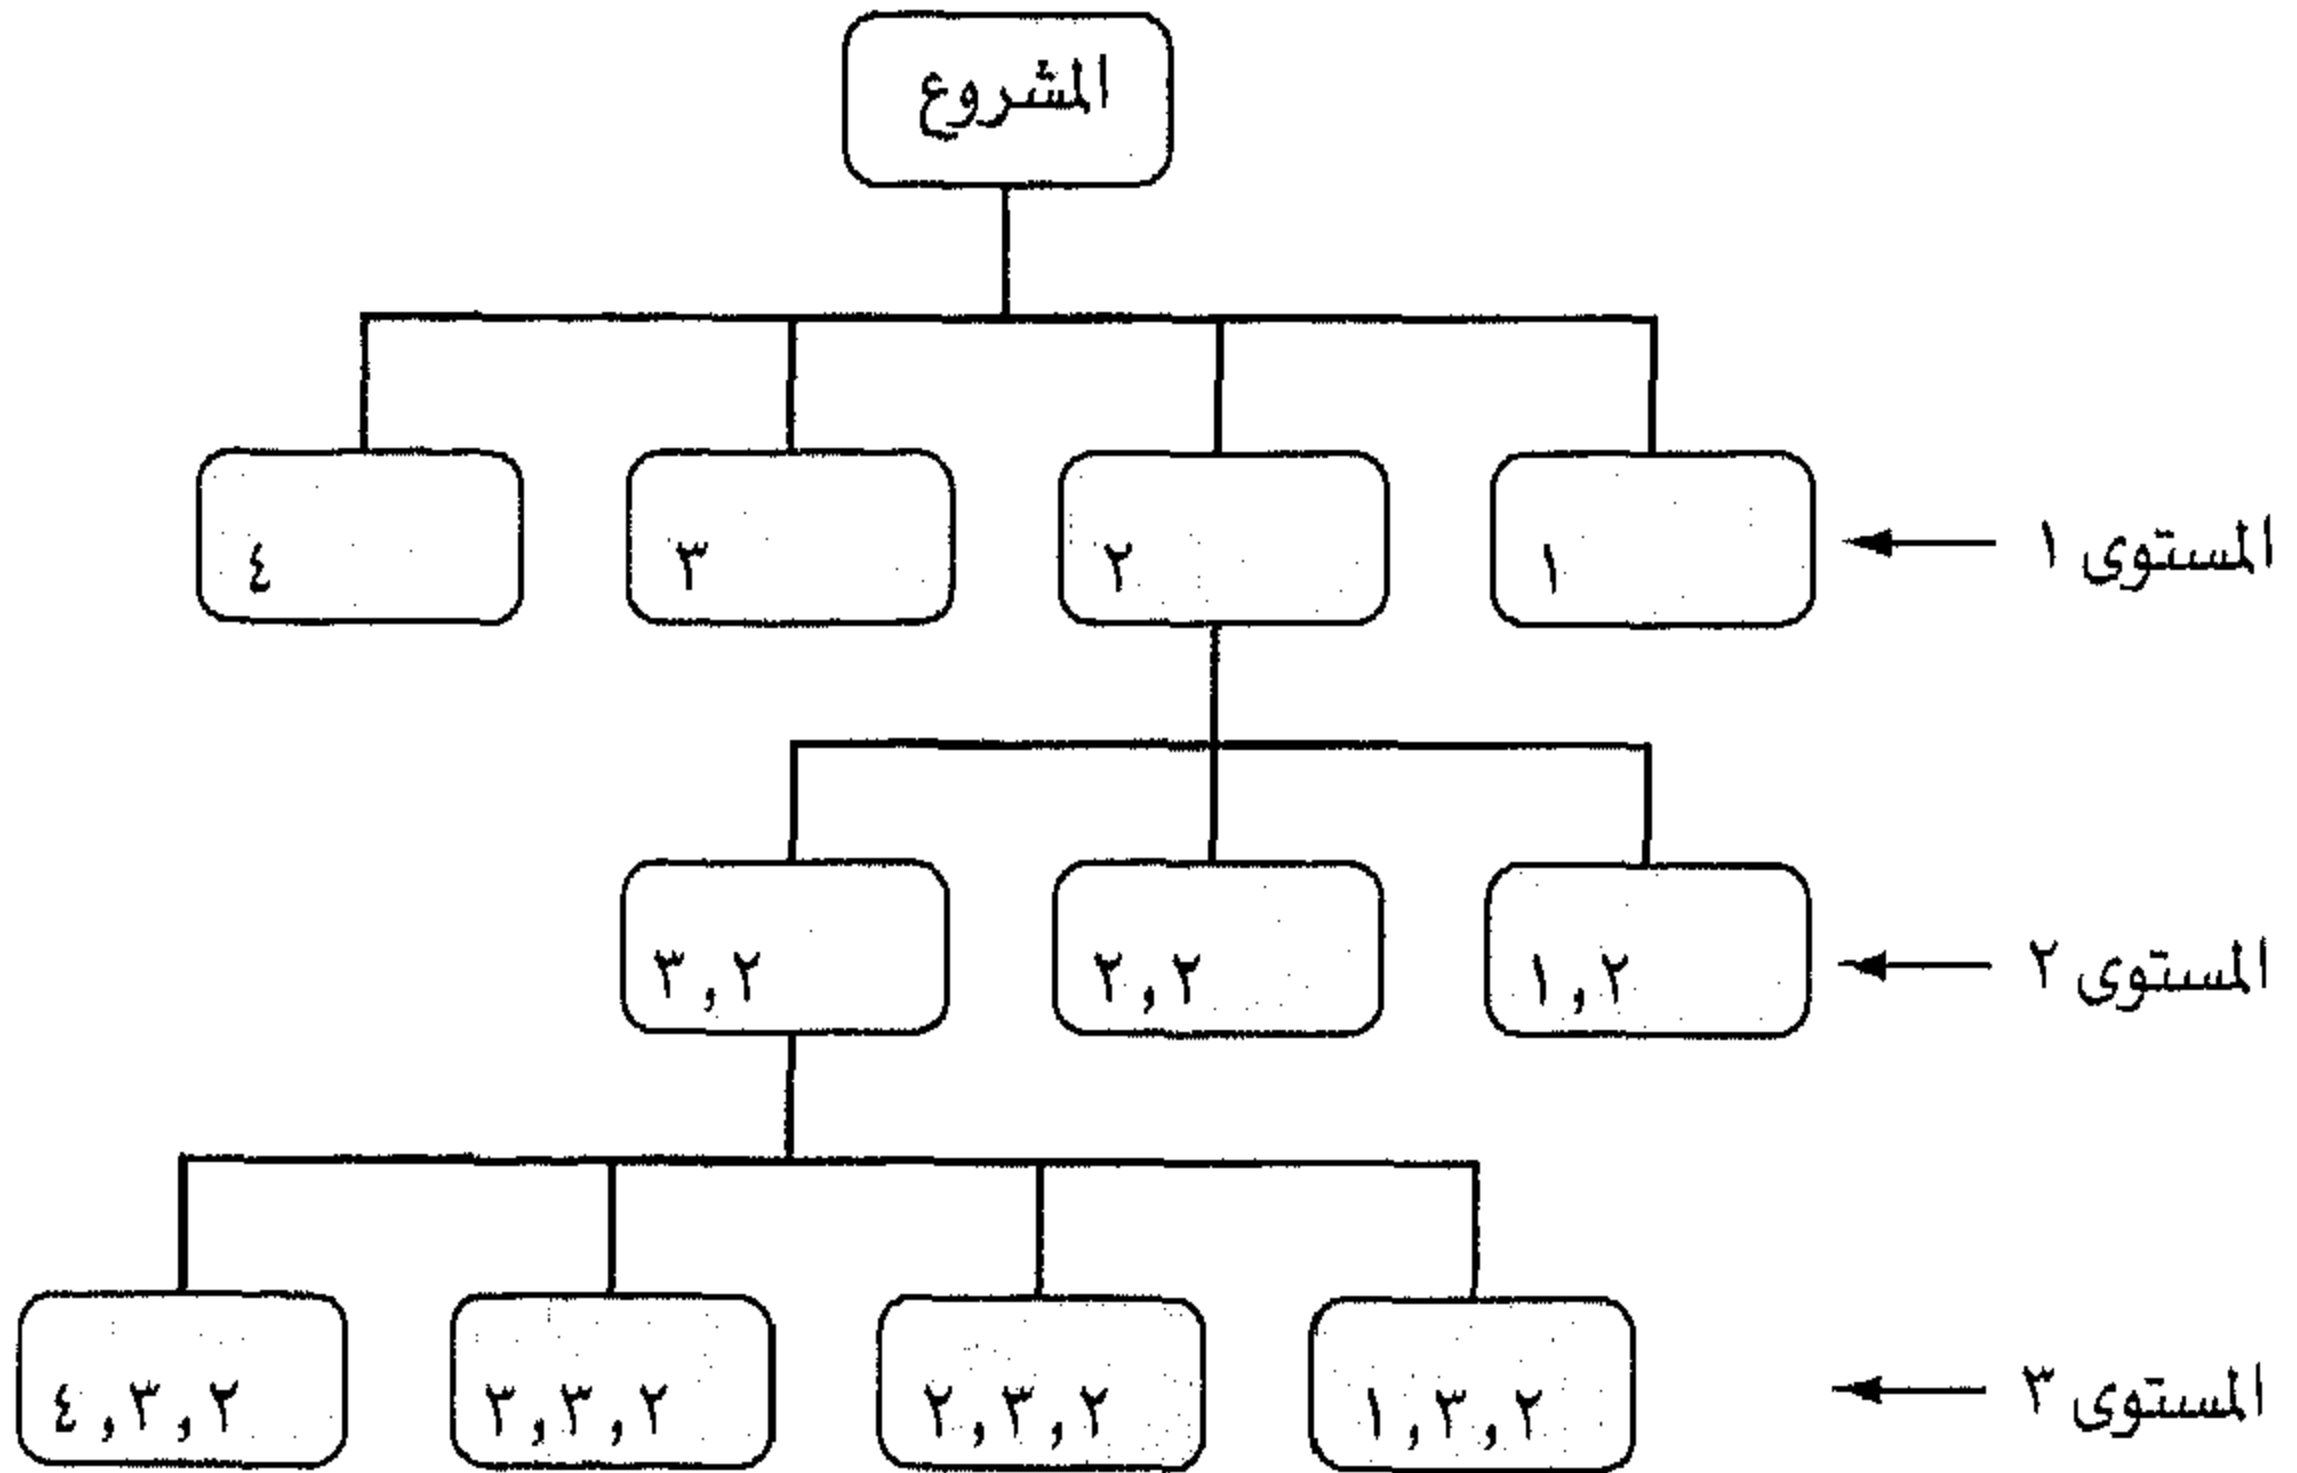 المشروع
المستوى ١
١
٢
٣
٤
المستوى ٢
١,٢
٢,٢
٣,٢
المستوى ٣
١,٣,٢
٢,٣,٢
٣,٣,٢
٤,٣,٢